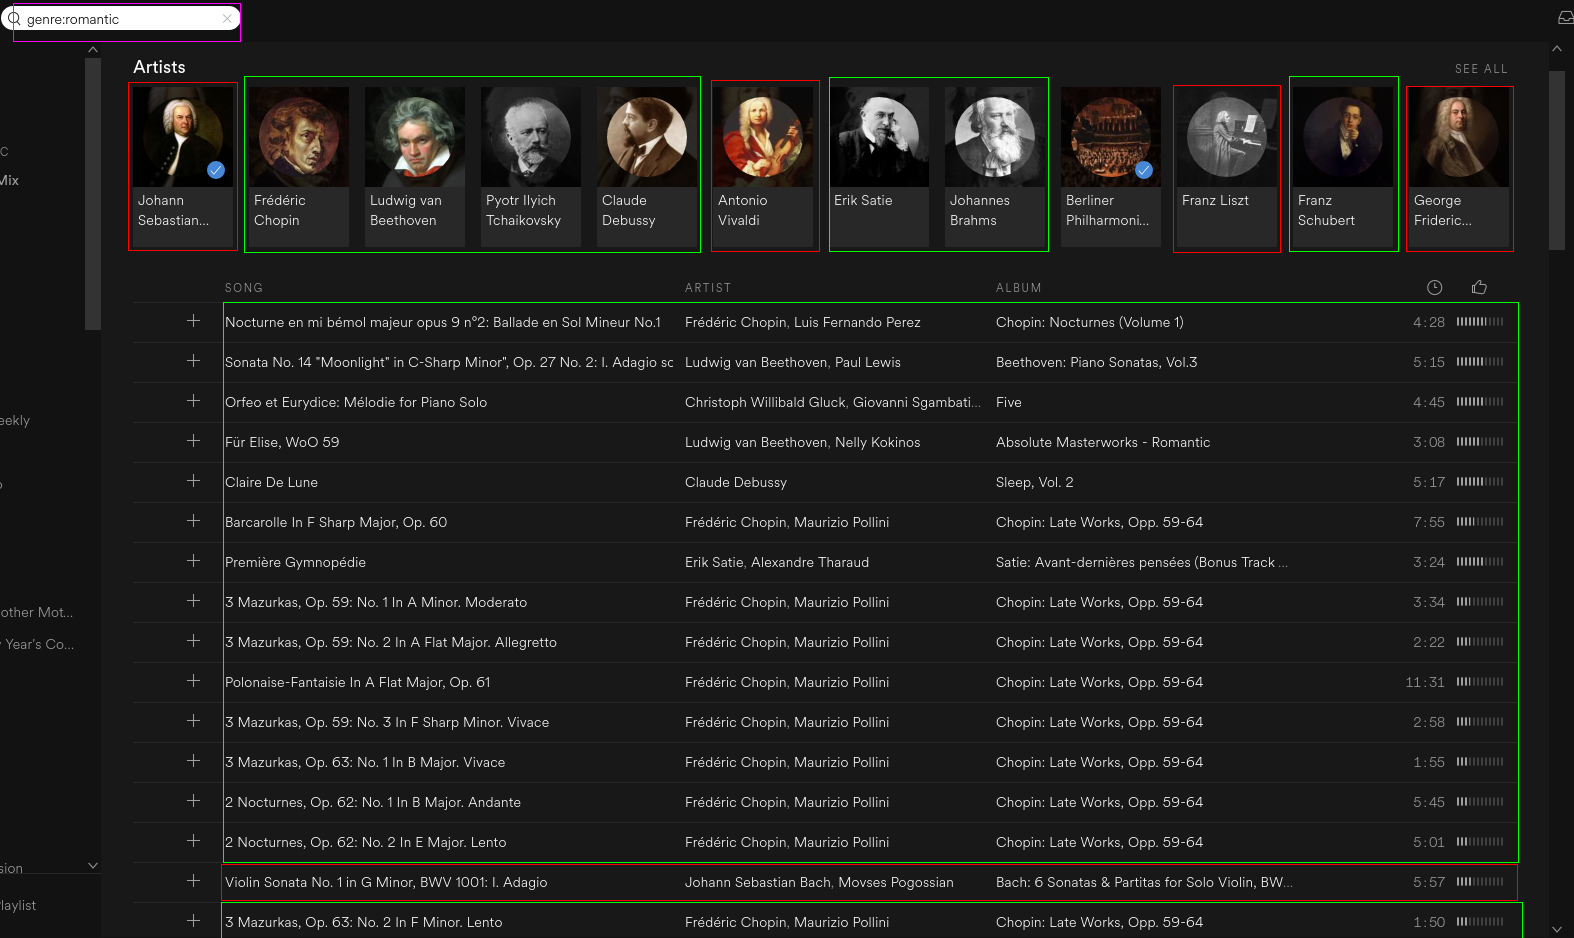 genre:romantic
Artists
SEE ALL
C
Mix
eekly
o
other Mot...
Year's Co...
sion
laylist
Johann
Sebastian...
Frédéric
Chopin
Ludwig van
Beethoven
Pyotr Ilyich
Tchaikovsky
Claude
Debussy
Antonio
Vivaldi
Erik Satie
Johannes
Brahms
Berliner
Philharmoni...
Franz Liszt
Franz
Schubert
George
Frideric...
SONG ARTIST ALBUM
Nocturne en mi bémol majeur opus 9 n°2: Ballade en Sol Mineur No.1 Frédéric Chopin, Luis Fernando Perez Chopin: Nocturnes (Volume 1) 4:28
Sonata No. 14 "Moonlight" in C-Sharp Minor", Op. 27 No. 2: I. Adagio sc Ludwig van Beethoven, Paul Lewis Beethoven: Piano Sonatas, Vol.3 5:15
Orfeo et Eurydice: Mélodie for Piano Solo Christoph Willibald Gluck, Giovanni Sgambati... Five 4:45
Für Elise, WoO 59 Ludwig van Beethoven, Nelly Kokinos Absolute Masterworks - Romantic 3:08
Claire De Lune Claude Debussy Sleep, Vol. 2 5:17
Barcarolle In F Sharp Major, Op. 60 Frédéric Chopin, Maurizio Pollini Chopin: Late Works, Opp. 59-64 7:55
Première Gymnopédie Erik Satie, Alexandre Tharaud Satie: Avant-dernières pensées (Bonus Track ... 3:24
3 Mazurkas, Op. 59: No. 1 In A Minor. Moderato Frédéric Chopin, Maurizio Pollini Chopin: Late Works, Opp. 59-64 3:34
3 Mazurkas, Op. 59: No. 2 In A Flat Major. Allegretto Frédéric Chopin, Maurizio Pollini Chopin: Late Works, Opp. 59-64 2:22
Polonaise-Fantaisie In A Flat Major, Op. 61 Frédéric Chopin, Maurizio Pollini Chopin: Late Works, Opp. 59-64 11:31
3 Mazurkas, Op. 59: No. 3 In F Sharp Minor. Vivace Frédéric Chopin, Maurizio Pollini Chopin: Late Works, Opp. 59-64 2:58
3 Mazurkas, Op. 63: No. 1 In B Major. Vivace Frédéric Chopin, Maurizio Pollini Chopin: Late Works, Opp. 59-64 1:55
2 Nocturnes, Op. 62: No. 1 In B Major. Andante Frédéric Chopin, Maurizio Pollini Chopin: Late Works, Opp. 59-64 5:45
2 Nocturnes, Op. 62: No. 2 In E Major. Lento Frédéric Chopin, Maurizio Pollini Chopin: Late Works, Opp. 59-64 5:01
Violin Sonata No. 1 in G Minor, BWV 1001: I. Adagio Johann Sebastian Bach, Movses Pogossian Bach: 6 Sonatas & Partitas for Solo Violin, BW... 5:57
3 Mazurkas, Op. 63: No. 2 In F Minor. Lento Frédéric Chopin, Maurizio Pollini Chopin: Late Works, Opp. 59-64 1:50